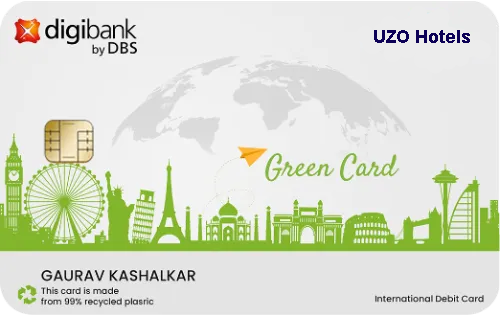 digibank
by DBS
UZO Hotels
Green Card
GAURAV KASHALKAR
This card is made
from 99% recycled plasric
International Debit Card